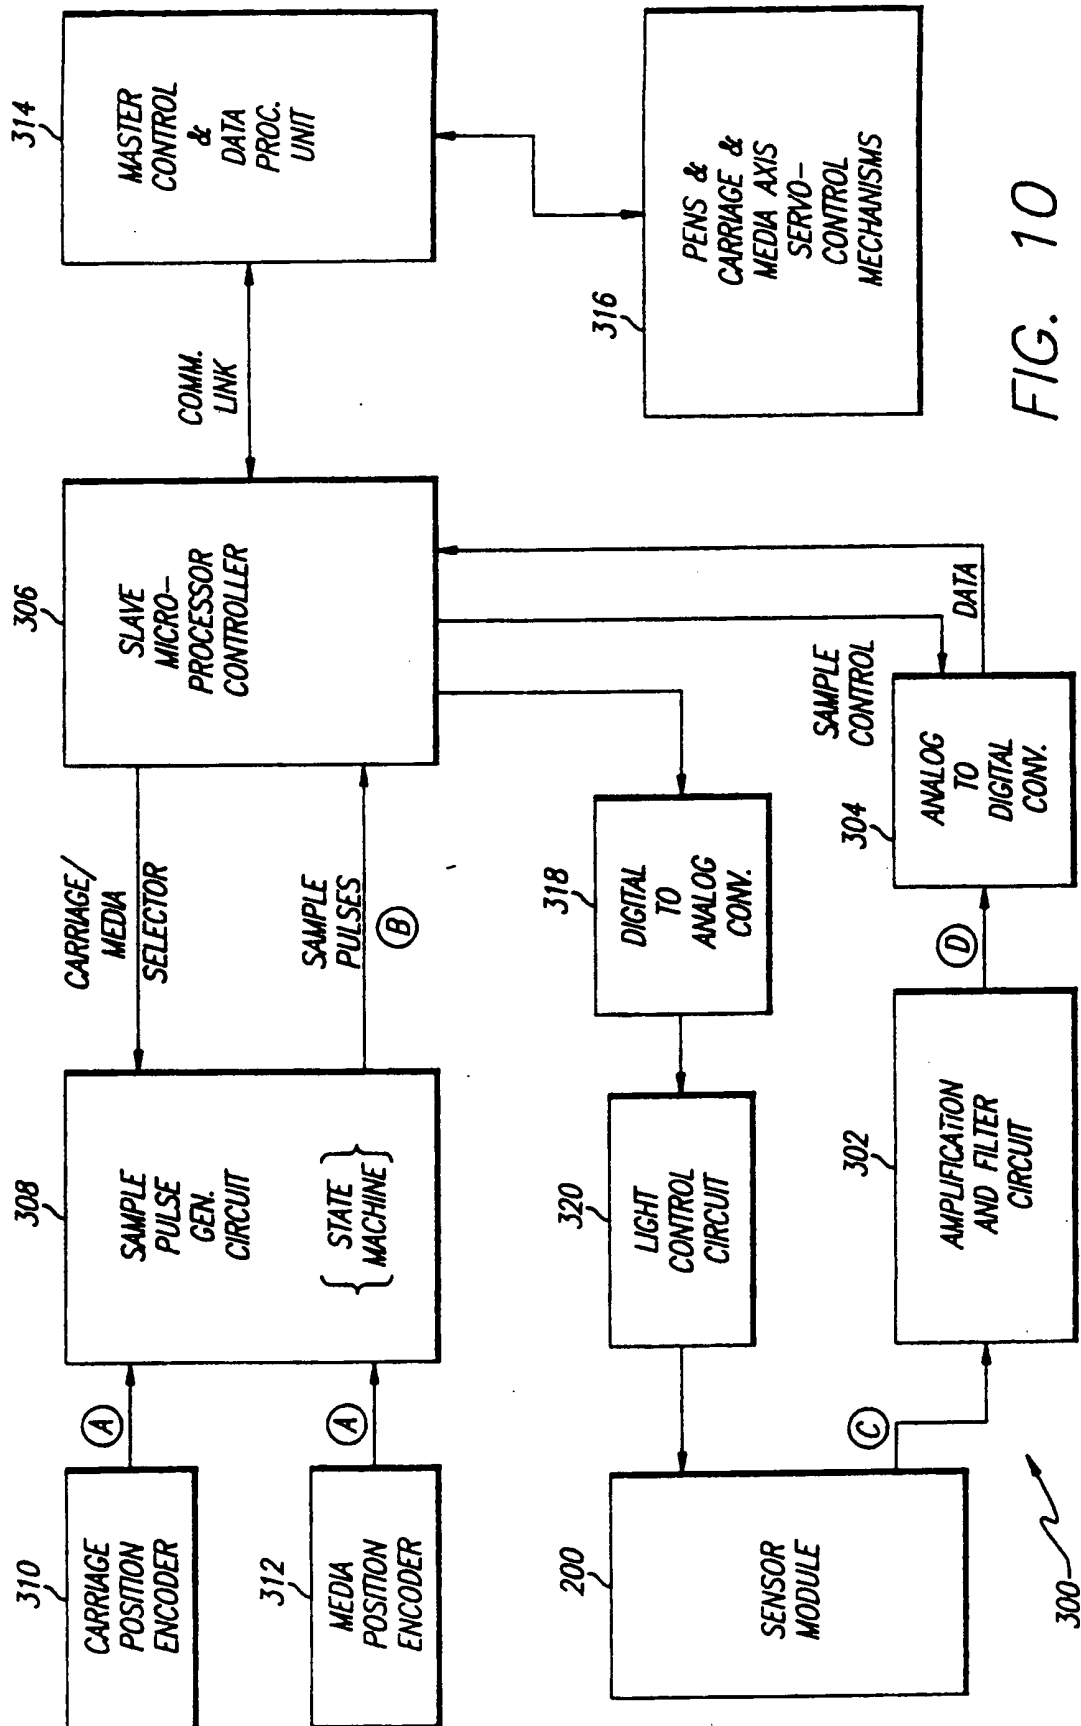 310
CARRIAGE
POSITION
ENCODER
A
312
MEDIA
POSITION
ENCODER
A
308
SAMPLE
PULSE
GEN.
CIRCUIT
{STATE
MACHINE}
CARRIAGE/
MEDIA
SELECTOR
SAMPLE
PULSES
B
306
SLAVE
MICRO-
PROCESSOR
CONTROLLER
COMM.
LINK
314
MASTER
CONTROL
&
DATA
PROC.
UNIT
316
PENS &
CARRIAGE &
MEDIA AXIS
SERVO-
CONTROL
MECHANISMS
200
SENSOR
MODULE
320
LIGHT
CONTROL
CIRCUIT
318
DIGITAL
TO
ANALOG
CONV.
C
302
AMPLIFICATION
AND FILTER
CIRCUIT
D
304
ANALOG
TO
DIGITAL
CONV.
SAMPLE
CONTROL
DATA
300
FIG. 10